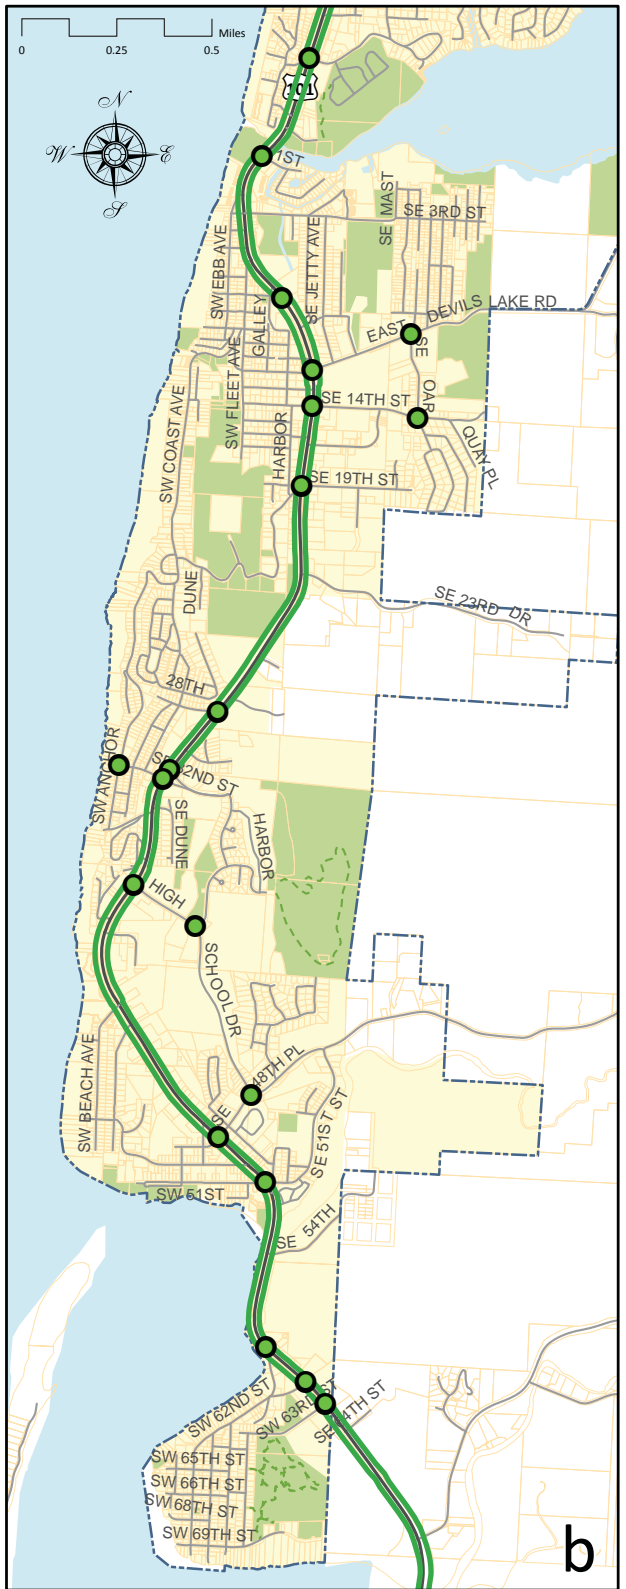 Miles
0 0.25 0.5
N
W E
S
101
1ST
SE MAST
SE 3RD ST
SW EBB AVE
SE JETTY AVE
GALLEY
EAST DEVILS LAKE RD
SE OAR
SW FLEET AVE
SE 14TH ST
SW COAST AVE
HARBOR
QUAY PL
SE 19TH ST
DUNE
SE 23RD DR
28TH
SW ANCHOR
SE 32ND ST
SE DUNE
HARBOR
HIGH SCHOOL DR
SW BEACH AVE
SE 48TH PL
SE 51ST ST
SW 51ST
SE 54TH
SW 62ND ST
SW 63RD ST
SE 64TH ST
SW 65TH ST
SW 66TH ST
SW 68TH ST
SW 69TH ST
b